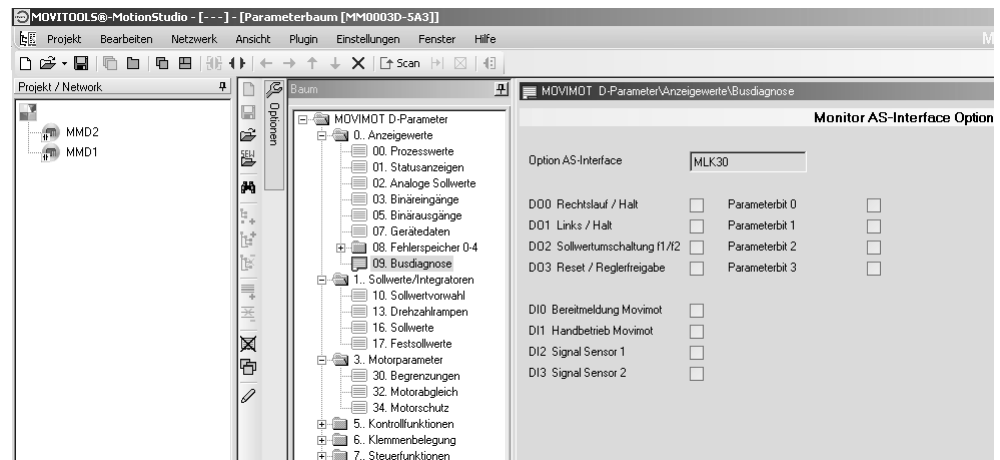 MOVITOOLS®-MotionStudio - [---] - [Parameterbaum [MM0003D-5A3]]
Projekt Bearbeiten Netzwerk Ansicht Plugin Einstellungen Fenster Hilfe
Scan
Projekt / Network
MMD2
MMD1
Optionen
Baum
MOVIMOT D-Parameter
0.. Anzeigewerte
00. Prozesswerte
01. Statusanzeigen
02. Analoge Sollwerte
03. Binäreingänge
05. Binärausgänge
07. Gerätedaten
08. Fehlerspeicher 0-4
09. Busdiagnose
1.. Sollwerte/Integratoren
10. Sollwertvorwahl
13. Drehzahlrampen
16. Sollwerte
17. Festsollwerte
3.. Motorparameter
30. Begrenzungen
32. Motorabgleich
34. Motorschutz
5.. Kontrollfunktionen
6.. Klemmenbelegung
7.. Steuerfunktionen
MOVIMOT D-Parameter\Anzeigewerte\Busdiagnose
Monitor AS-Interface Option
Option AS-Interface MLK30
DO0 Rechtslauf / Halt Parameterbit 0
DO1 Links / Halt Parameterbit 1
DO2 Sollwertumschaltung f1/f2 Parameterbit 2
DO3 Reset / Reglerfreigabe Parameterbit 3
DI0 Bereitmeldung Movimot
DI1 Handbetrieb Movimot
DI2 Signal Sensor 1
DI3 Signal Sensor 2